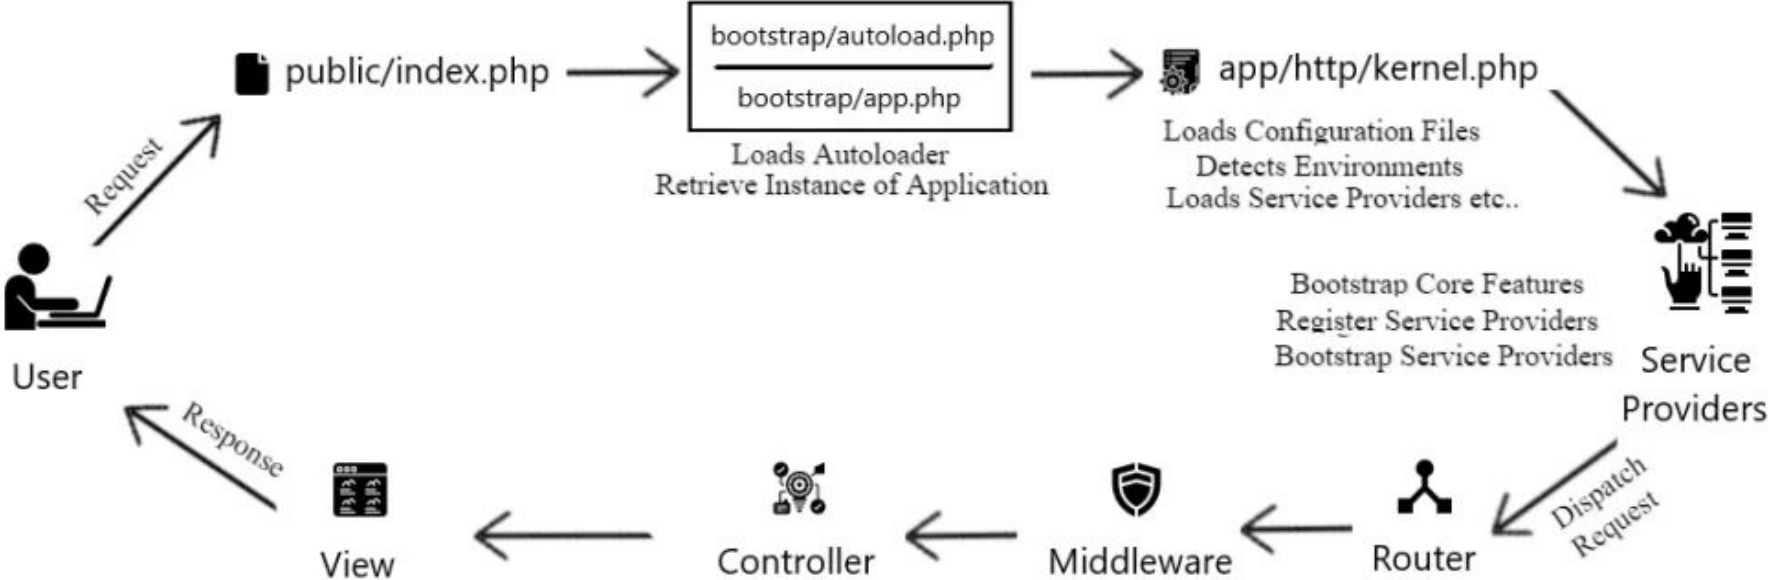 public/index.php
bootstrap/autoload.php
bootstrap/app.php
Loads Autoloader
Retrieve Instance of Application
app/http/kernel.php
Loads Configuration Files
Detects Environments
Loads Service Providers etc..
Request
User
Bootstrap Core Features
Register Service Providers
Bootstrap Service Providers
Service
Providers
Dispatch
Request
Router
Middleware
Controller
View
Response